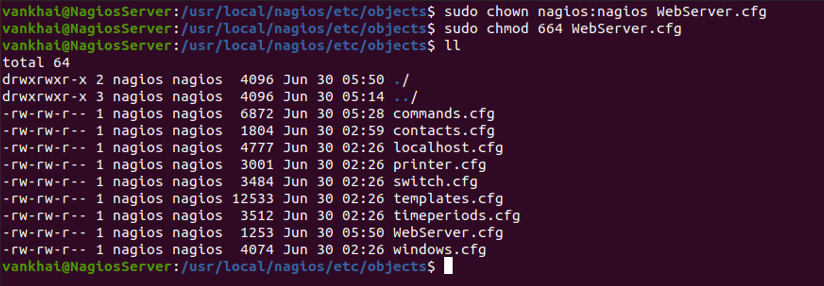 vankhai@NagiosServer:/usr/local/nagios/etc/objects$ sudo chown nagios:nagios WebServer.cfg
vankhai@NagiosServer:/usr/local/nagios/etc/objects$ sudo chmod 664 WebServer.cfg
vankhai@NagiosServer:/usr/local/nagios/etc/objects$ ll
total 64
drwxrwxr-x 2 nagios nagios  4096 Jun 30 05:50 ./
drwxrwxr-x 3 nagios nagios  4096 Jun 30 05:14 ../
-rw-rw-r-- 1 nagios nagios  6872 Jun 30 05:28 commands.cfg
-rw-rw-r-- 1 nagios nagios  1804 Jun 30 02:59 contacts.cfg
-rw-rw-r-- 1 nagios nagios  4777 Jun 30 02:26 localhost.cfg
-rw-rw-r-- 1 nagios nagios  3001 Jun 30 02:26 printer.cfg
-rw-rw-r-- 1 nagios nagios  3484 Jun 30 02:26 switch.cfg
-rw-rw-r-- 1 nagios nagios 12533 Jun 30 02:26 templates.cfg
-rw-rw-r-- 1 nagios nagios  3512 Jun 30 02:26 timeperiods.cfg
-rw-rw-r-- 1 nagios nagios  1253 Jun 30 05:50 WebServer.cfg
-rw-rw-r-- 1 nagios nagios  4074 Jun 30 02:26 windows.cfg
vankhai@NagiosServer:/usr/local/nagios/etc/objects$